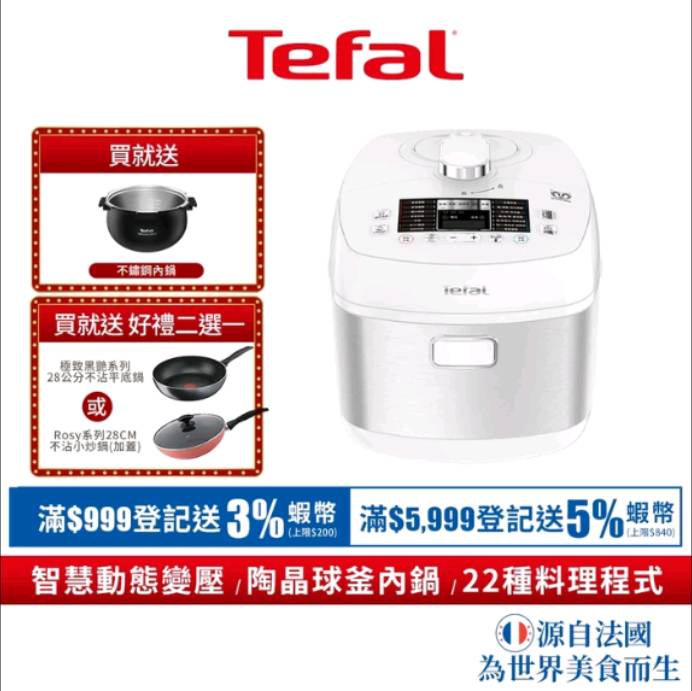 Tefal
買就送
Tefal
不鏽鋼內鍋
買就送 好禮二選一
極致黑艷系列
28公分不沾平底鍋
或
Rosy系列28CM
不沾小炒鍋(加蓋)
Tefal
滿$999登記送3%蝦幣
(上限$200)
滿$5,999登記送5%蝦幣
(上限$840)
智慧動態變壓/陶晶球釜內鍋/22種料理程式
源自法國
為世界美食而生